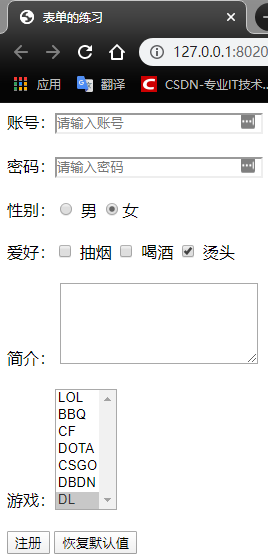 表单的练习
127.0.0.1:8020
应用 翻译 CSDN-专业IT技术
账号： 请输入账号
密码： 请输入密码
性别： 男 女
爱好： 抽烟 喝酒 烫头
简介：
LOL
BBQ
CF
DOTA
CSGO
DBDN
游戏： DL
注册 恢复默认值